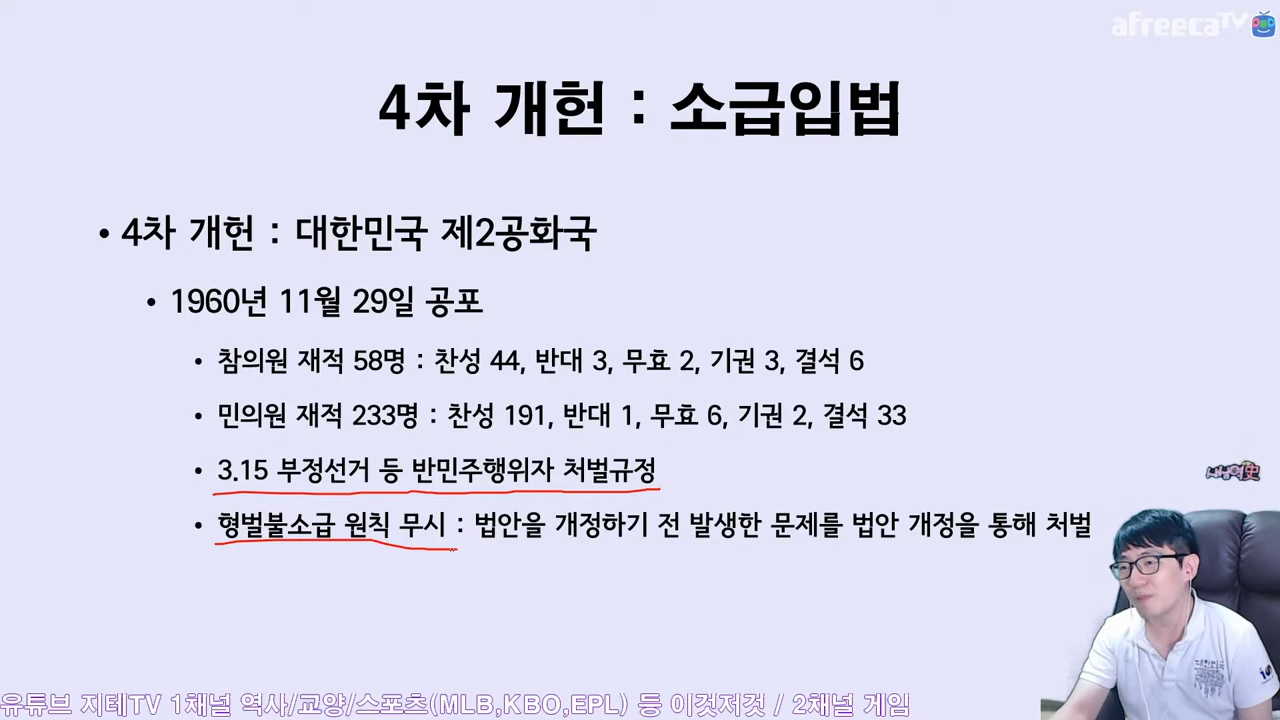 afreecaTV
4차 개헌 : 소급입법
• 4차 개헌 : 대한민국 제2공화국
• 1960년 11월 29일 공포
• 참의원 재적 58명 : 찬성 44, 반대 3, 무효 2, 기권 3, 결석 6
• 민의원 재적 233명 : 찬성 191, 반대 1, 무효 6, 기권 2, 결석 33
• 3.15 부정선거 등 반민주행위자 처벌규정
• 형벌불소급 원칙 무시 : 법안을 개정하기 전 발생한 문제를 법안 개정을 통해 처벌
유튜브 지테TV 1채널 역사/교양/스포츠(MLB,KBO,EPL) 등 이것저것 / 2채널 게임